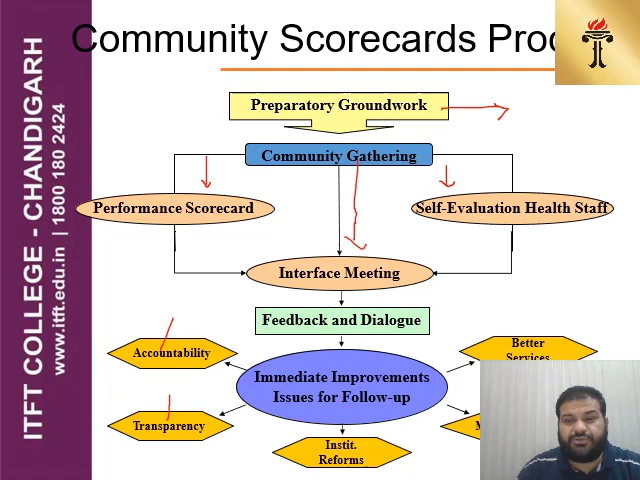 Community Scorecards
Preparatory Groundwork
Community Gathering
Performance Scorecard
Self-Evaluation Health Staff
Interface Meeting
Feedback and Dialogue
Accountability
Better
Services
Immediate Improvements
Issues for Follow-up
Transparency
Instit.
Reforms
ITFT COLLEGE - CHANDIGARH
www.itft.edu.in | 1800 180 2424